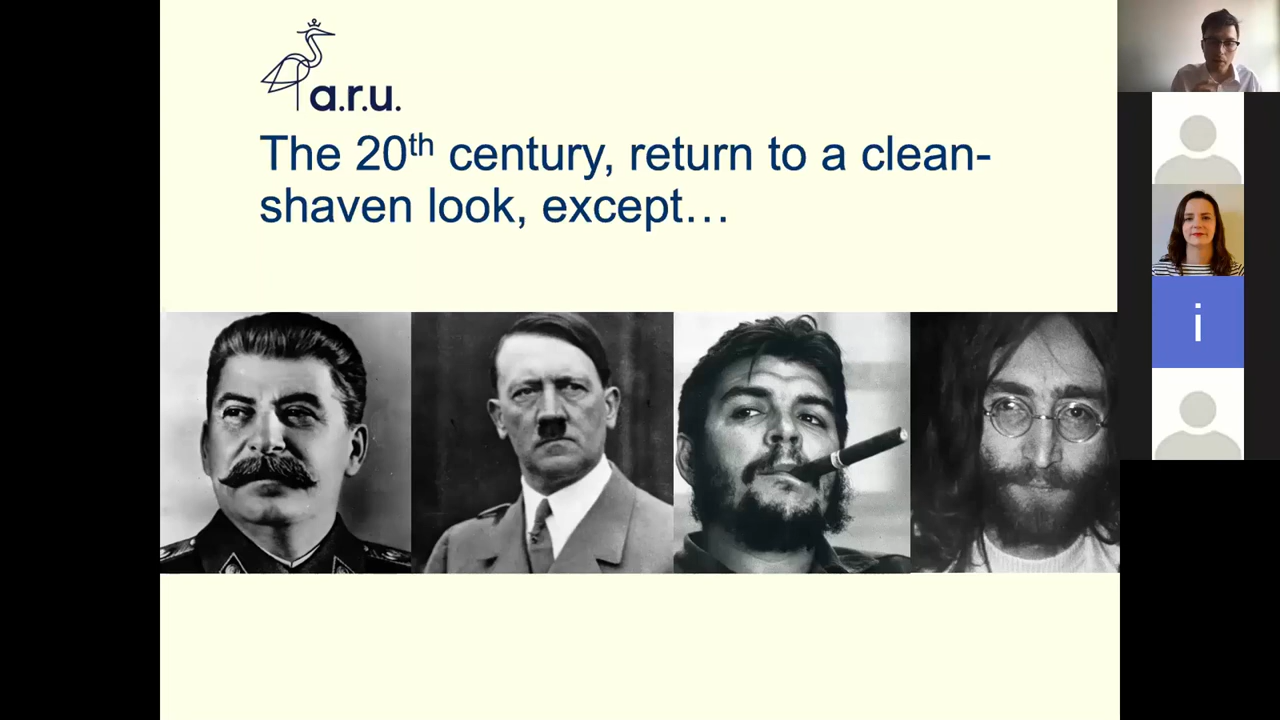 a.r.u.
The 20th century, return to a clean-
shaven look, except…
i